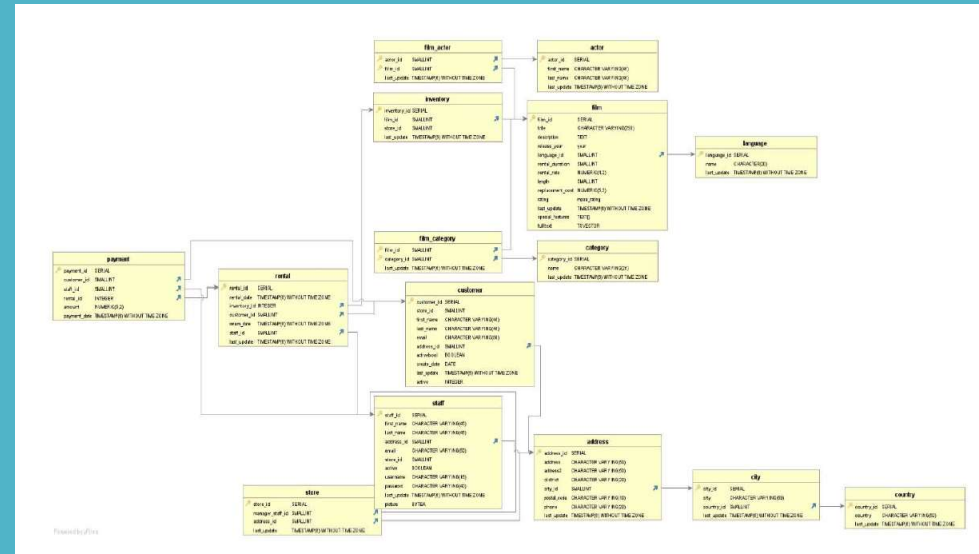 film_actor
actor_id SMALLINT
film_id SMALLINT
last_update TIMESTAMP(6) WITHOUT TIME ZONE
actor
actor_id SERIAL
first_name CHARACTER VARYING(45)
last_name CHARACTER VARYING(45)
last_update TIMESTAMP(6) WITHOUT TIME ZONE
inventory
inventory_id SERIAL
film_id SMALLINT
store_id SMALLINT
last_update TIMESTAMP(6) WITHOUT TIME ZONE
film
film_id SERIAL
title CHARACTER VARYING(255)
description TEXT
release_year year
language_id SMALLINT
rental_duration SMALLINT
rental_rate NUMERIC(4,2)
length SMALLINT
replacement_cost NUMERIC(5,2)
rating mpaa_rating
last_update TIMESTAMP(6) WITHOUT TIME ZONE
special_features TEXT[]
fulltext TSVECTOR
language
language_id SERIAL
name CHARACTER(20)
last_update TIMESTAMP(6) WITHOUT TIME ZONE
film_category
film_id SMALLINT
category_id SMALLINT
last_update TIMESTAMP(6) WITHOUT TIME ZONE
category
category_id SERIAL
name CHARACTER VARYING(25)
last_update TIMESTAMP(6) WITHOUT TIME ZONE
payment
payment_id SERIAL
customer_id SMALLINT
staff_id SMALLINT
rental_id INTEGER
amount NUMERIC(5,2)
payment_date TIMESTAMP(6) WITHOUT TIME ZONE
rental
rental_id SERIAL
rental_date TIMESTAMP(6) WITHOUT TIME ZONE
inventory_id INTEGER
customer_id SMALLINT
return_date TIMESTAMP(6) WITHOUT TIME ZONE
staff_id SMALLINT
last_update TIMESTAMP(6) WITHOUT TIME ZONE
customer
customer_id SERIAL
store_id SMALLINT
first_name CHARACTER VARYING(45)
last_name CHARACTER VARYING(45)
email CHARACTER VARYING(50)
address_id SMALLINT
activebool BOOLEAN
create_date DATE
last_update TIMESTAMP(6) WITHOUT TIME ZONE
active INTEGER
staff
staff_id SERIAL
first_name CHARACTER VARYING(45)
last_name CHARACTER VARYING(45)
address_id SMALLINT
email CHARACTER VARYING(50)
store_id SMALLINT
active BOOLEAN
username CHARACTER VARYING(16)
password CHARACTER VARYING(40)
last_update TIMESTAMP(6) WITHOUT TIME ZONE
picture BYTEA
store
store_id SERIAL
manager_staff_id SMALLINT
address_id SMALLINT
last_update TIMESTAMP(6) WITHOUT TIME ZONE
address
address_id SERIAL
address CHARACTER VARYING(50)
address2 CHARACTER VARYING(50)
district CHARACTER VARYING(20)
city_id SMALLINT
postal_code CHARACTER VARYING(10)
phone CHARACTER VARYING(20)
last_update TIMESTAMP(6) WITHOUT TIME ZONE
city
city_id SERIAL
city CHARACTER VARYING(50)
country_id SMALLINT
last_update TIMESTAMP(6) WITHOUT TIME ZONE
country
country_id SERIAL
country CHARACTER VARYING(50)
last_update TIMESTAMP(6) WITHOUT TIME ZONE